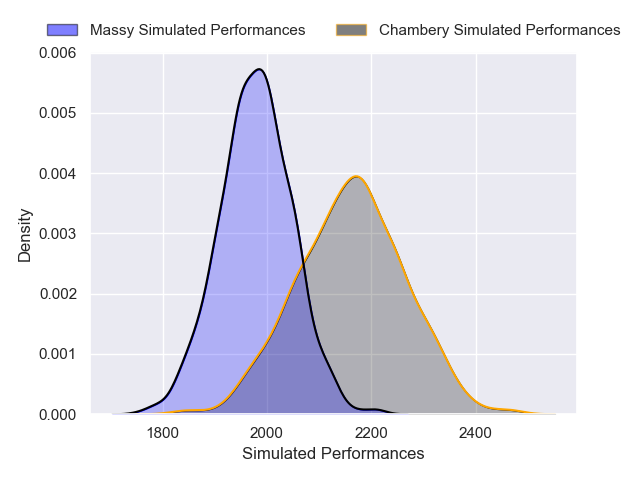 Massy Simulated Performances Chambery Simulated Performances
0.006
0.005
0.004
0.003
0.002
0.001
0.000
Density
1800 2000 2200 2400
Simulated Performances